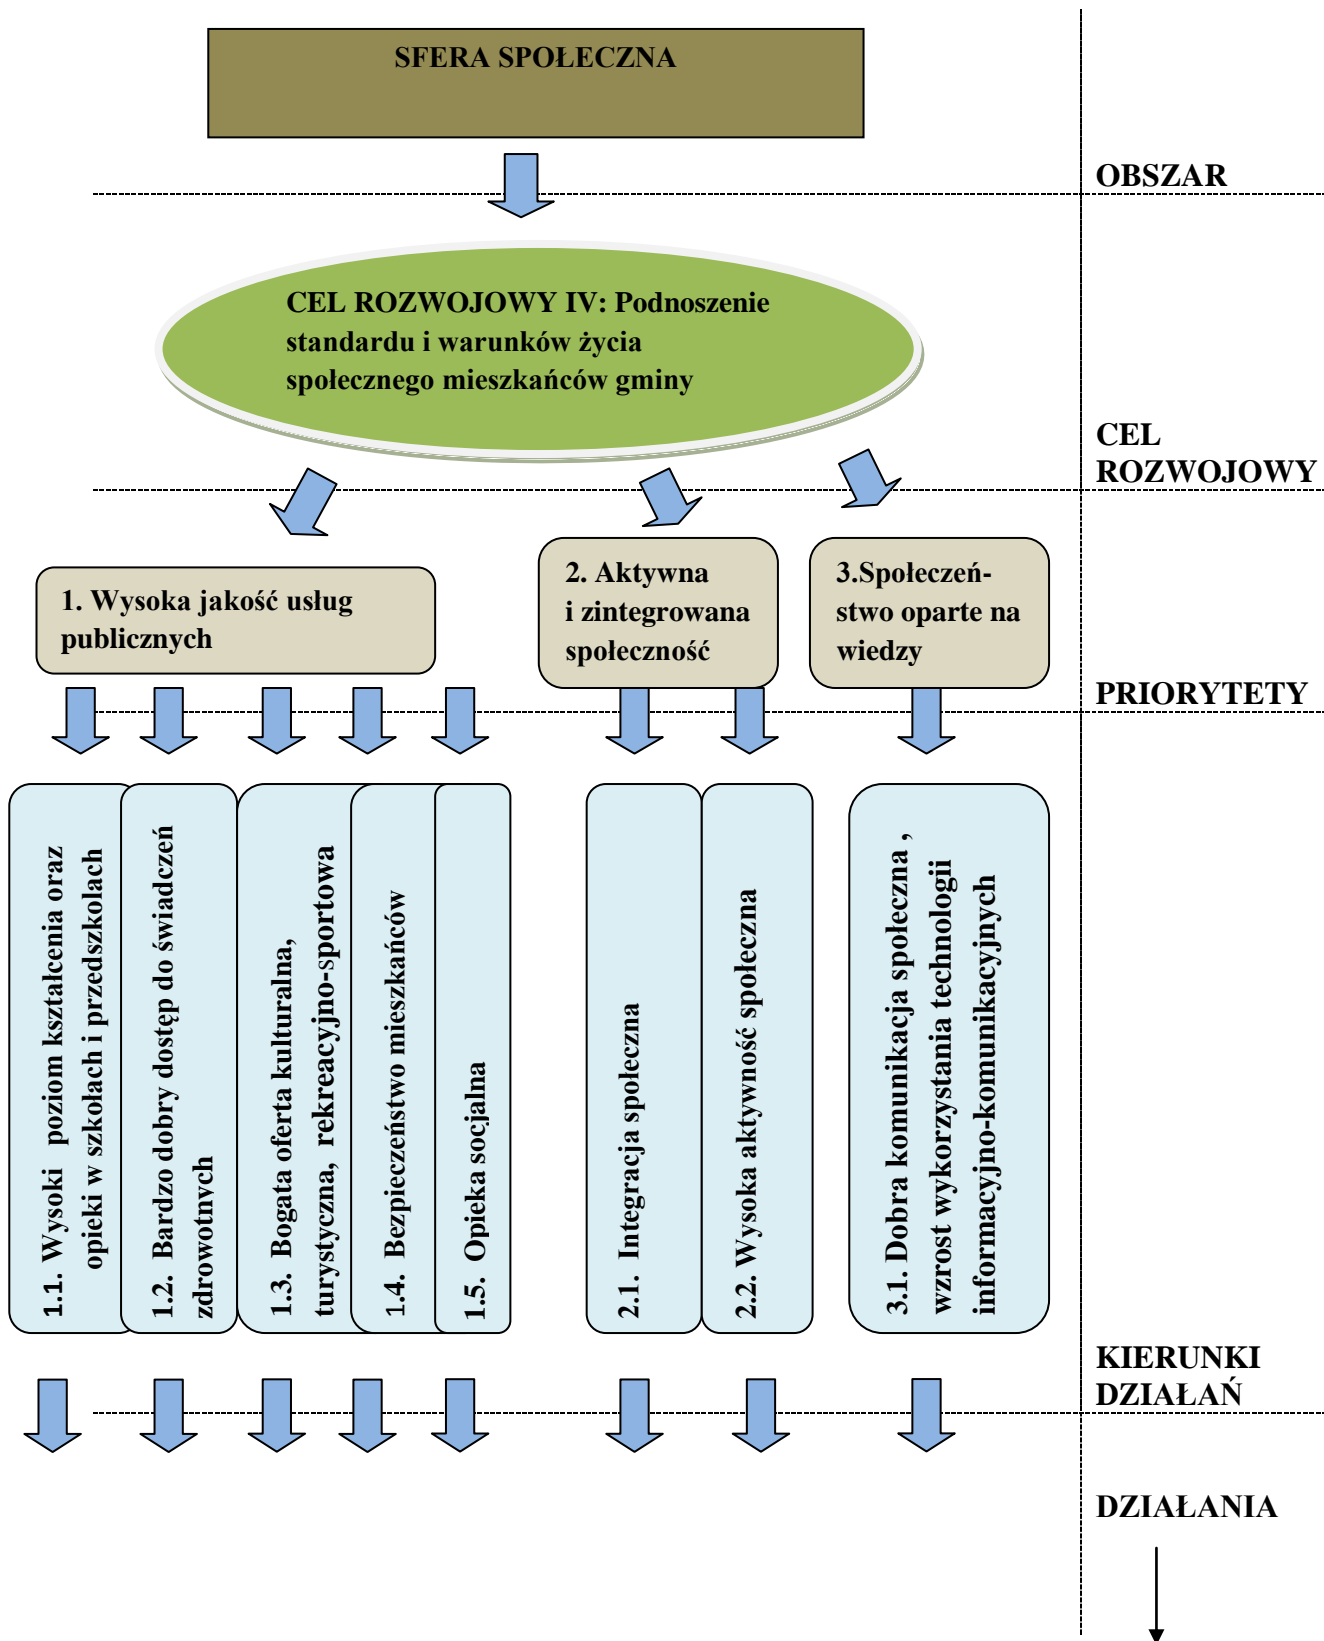 SFERA SPOŁECZNA
OBSZAR
CEL ROZWOJOWY IV: Podnoszenie
standardu i warunków życia
społecznego mieszkańców gminy
CEL
ROZWOJOWY
1. Wysoka jakość usług
publicznych
2. Aktywna
i zintegrowana
społeczność
3.Społeczeń-
stwo oparte na
wiedzy
PRIORYTETY
1.1. Wysoki poziom kształcenia oraz
opieki w szkołach i przedszkolach
1.2. Bardzo dobry dostęp do świadczeń
zdrowotnych
1.3. Bogata oferta kulturalna,
turystyczna, rekreacyjno-sportowa
1.4. Bezpieczeństwo mieszkańców
1.5. Opieka socjalna
2.1. Integracja społeczna
2.2. Wysoka aktywność społeczna
3.1. Dobra komunikacja społeczna ,
wzrost wykorzystania technologii
informacyjno-komunikacyjnych
KIERUNKI
DZIAŁAŃ
DZIAŁANIA